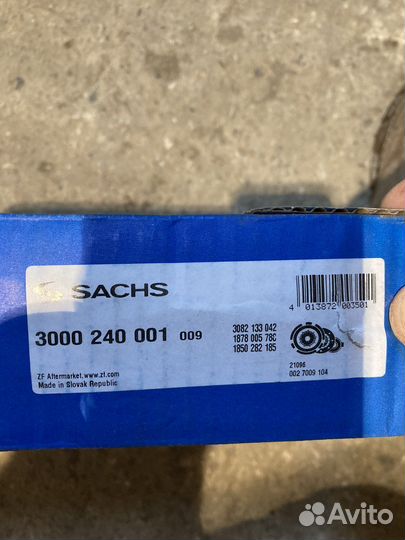 SACHS
3000 240 001 009
3082 133 042
1878 005 78C
1850 282 185
4 013872 003501
21096
002 7009 104
ZF Aftermarket, www.zf.com
Made in Slovak Republic
Avito